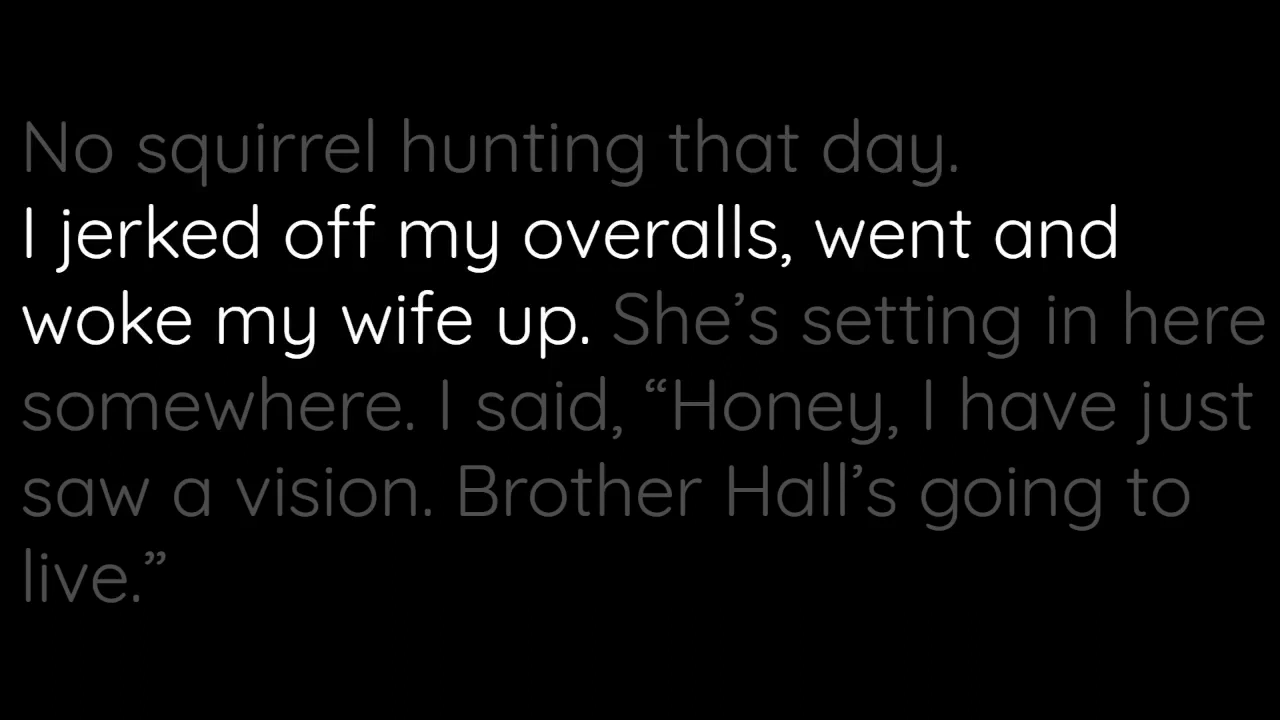 No squirrel hunting that day.
I jerked off my overalls, went and
woke my wife up. She’s setting in here
somewhere. I said, “Honey, I have just
saw a vision. Brother Hall’s going to
live.”